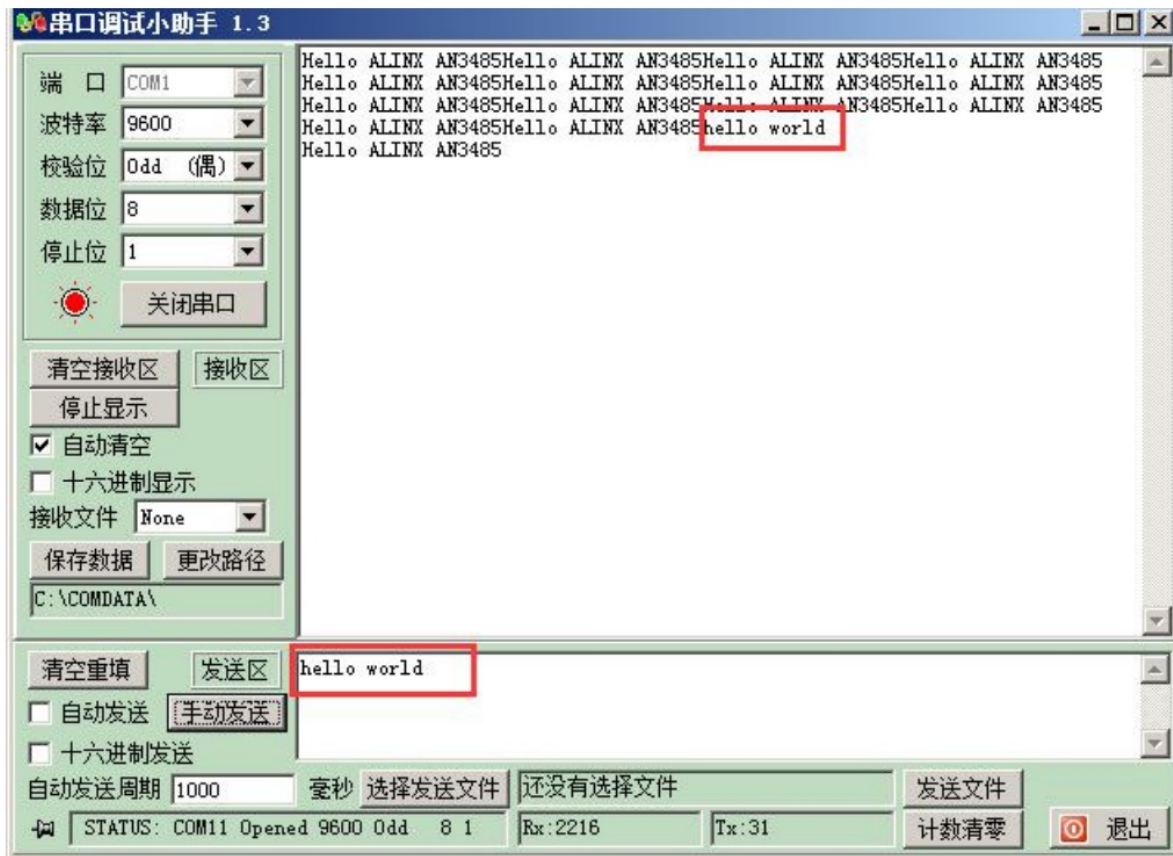 串口调试小助手 1.3
端 口 COM1
波特率 9600
校验位 Odd (偶)
数据位 8
停止位 1
关闭串口
清空接收区 接收区
停止显示
自动清空
十六进制显示
接收文件 None
保存数据 更改路径
C:\COMDATA\
Hello ALINX AN3485Hello ALINX AN3485Hello ALINX AN3485Hello ALINX AN3485
Hello ALINX AN3485Hello ALINX AN3485Hello ALINX AN3485Hello ALINX AN3485
Hello ALINX AN3485Hello ALINX AN3485Hello ALINX AN3485Hello ALINX AN3485
Hello ALINX AN3485Hello ALINX AN3485hello world
Hello ALINX AN3485
清空重填 发送区
自动发送 手动发送
十六进制发送
hello world
自动发送周期 1000 毫秒 选择发送文件 还没有选择文件 发送文件
STATUS: COM11 Opened 9600 Odd 8 1 Rx:2216 Tx:31 计数清零 退出